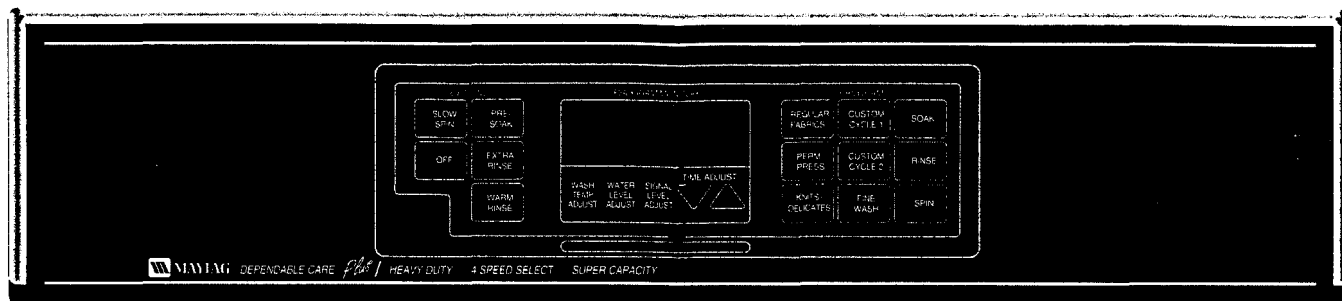 SLOW
SPIN
PRE-
SOAK
OFF
EXTRA
RINSE
WARM
RINSE
WASH
TEMP
ADJUST
WATER
LEVEL
ADJUST
SIGNAL
LEVEL
ADJUST
TIME ADJUST
REGULAR
FABRICS
CUSTOM
CYCLE 1
SOAK
PERM
PRESS
CUSTOM
CYCLE 2
RINSE
KNITS/
DELICATES
FINE
WASH
SPIN
MAYTAG DEPENDABLE CARE Plus HEAVY DUTY 4 SPEED SELECT SUPER CAPACITY